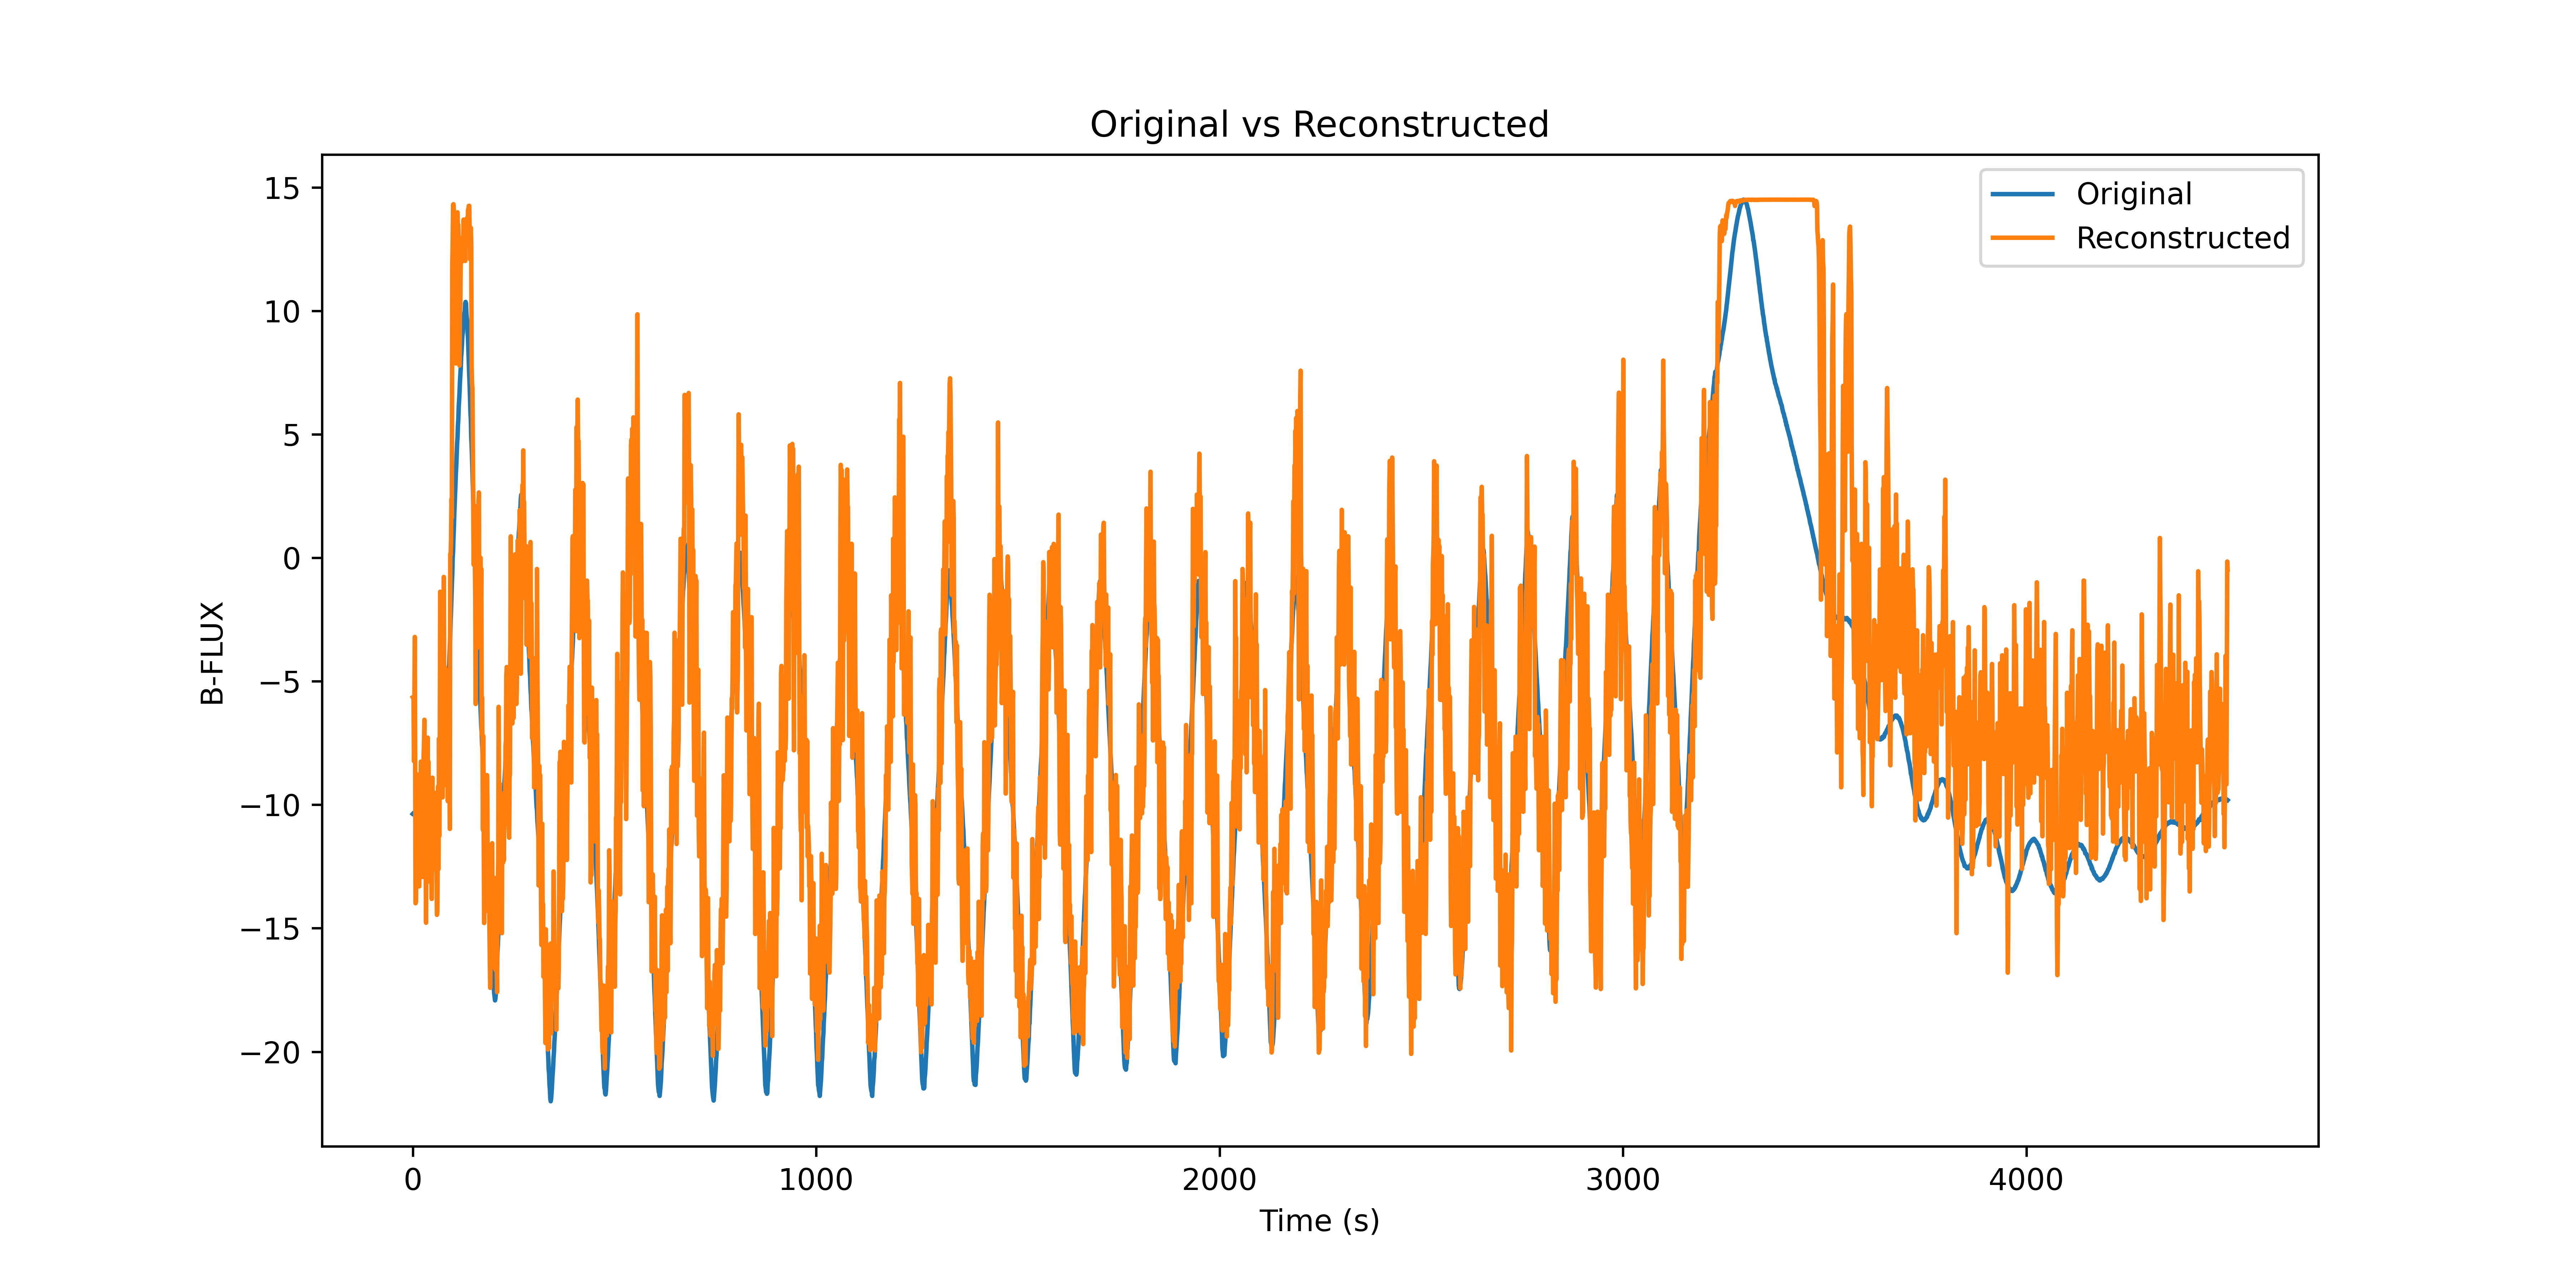 Original vs Reconstructed
Original
Reconstructed
B-FLUX
15
10
5
0
−5
−10
−15
−20
0
1000
2000
3000
4000
Time (s)